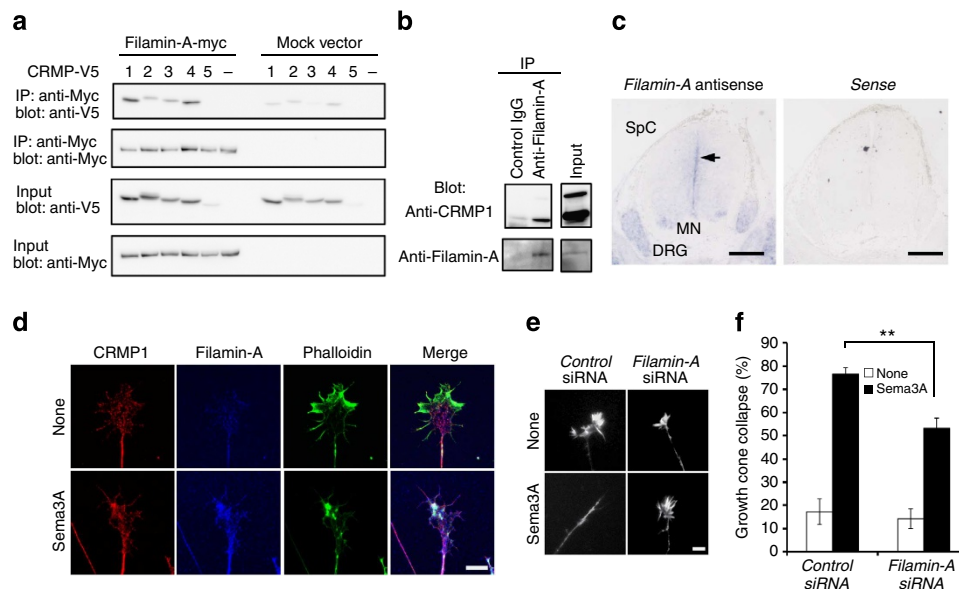 a
Filamin-A-myc Mock vector
CRMP-V5 1 2 3 4 5 – 1 2 3 4 5 –
IP: anti-Myc
blot: anti-V5
IP: anti-Myc
blot: anti-Myc
Input
blot: anti-V5
Input
blot: anti-Myc
b
IP
Control IgG
Anti-Filamin-A
Input
Blot:
Anti-CRMP1
Anti-Filamin-A
c
Filamin-A antisense Sense
SpC
MN
DRG
d
CRMP1 Filamin-A Phalloidin Merge
None
Sema3A
e
Control
siRNA
Filamin-A
siRNA
None
Sema3A
f
**
None
Sema3A
Growth cone collapse (%)
90
80
70
60
50
40
30
20
10
0
Control
siRNA
Filamin-A
siRNA